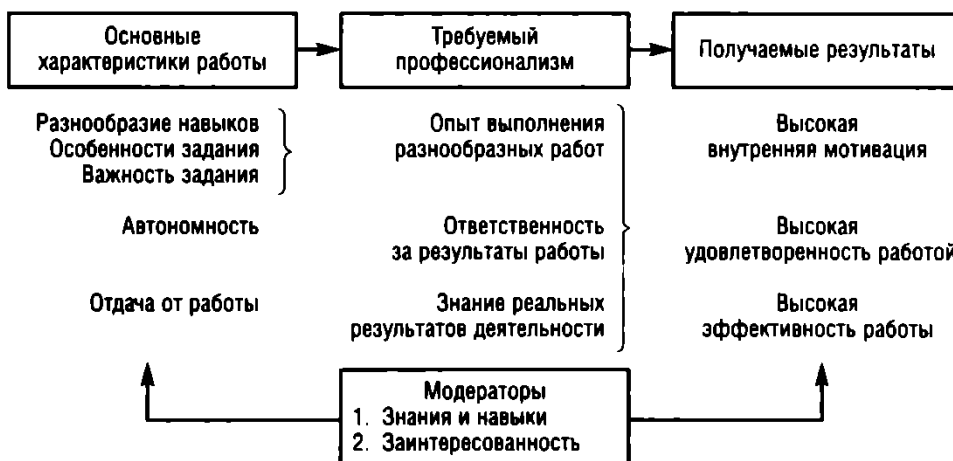 Основные
характеристики работы
Требуемый
профессионализм
Получаемые результаты
Разнообразие навыков
Особенности задания
Важность задания
Опыт выполнения
разнообразных работ
Высокая
внутренняя мотивация
Автономность
Ответственность
за результаты работы
Высокая
удовлетворенность работой
Отдача от работы
Знание реальных
результатов деятельности
Высокая
эффективность работы
Модераторы
1. Знания и навыки
2. Заинтересованность